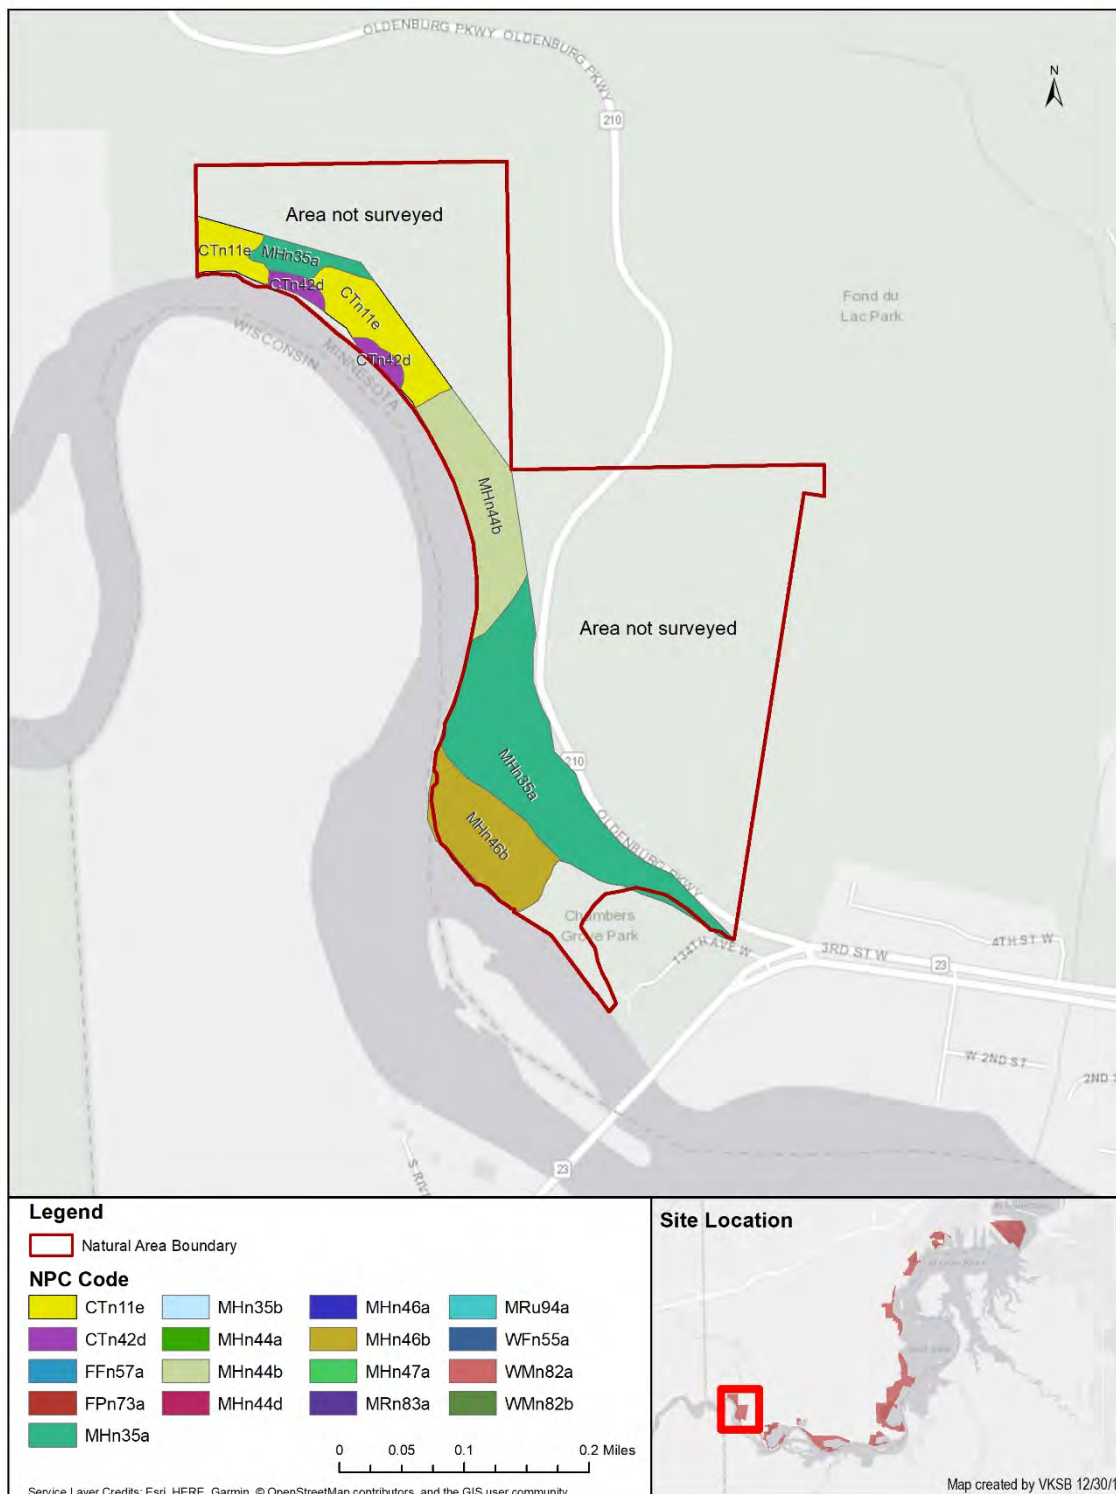 OLDENBURG PKWY OLDENBURG PKWY
N
210
Area not surveyed
CTn11e
MHn35a
CTn42d
CTn11e
Fond du
Lac Park
WISCONSIN
MINNESOTA
CTn42d
MHn44b
Area not surveyed
210
MHn35a
OLDENBURG PKWY
MHn46b
Chambers
Grove Park
134TH AVE W
3RD ST W
4TH ST W
23
W 2ND ST
2ND S
23
S RIV
Legend
Natural Area Boundary
NPC Code
CTn11e
MHn35b
MHn46a
MRu94a
CTn42d
MHn44a
MHn46b
WFn55a
FFn57a
MHn44b
MHn47a
WMn82a
FPn73a
MHn44d
MRn83a
WMn82b
MHn35a
0 0.05 0.1 0.2 Miles
Service Layer Credits: Esri, HERE, Garmin, © OpenStreetMap contributors, and the GIS user community
Site Location
Map created by VKSB 12/30/1